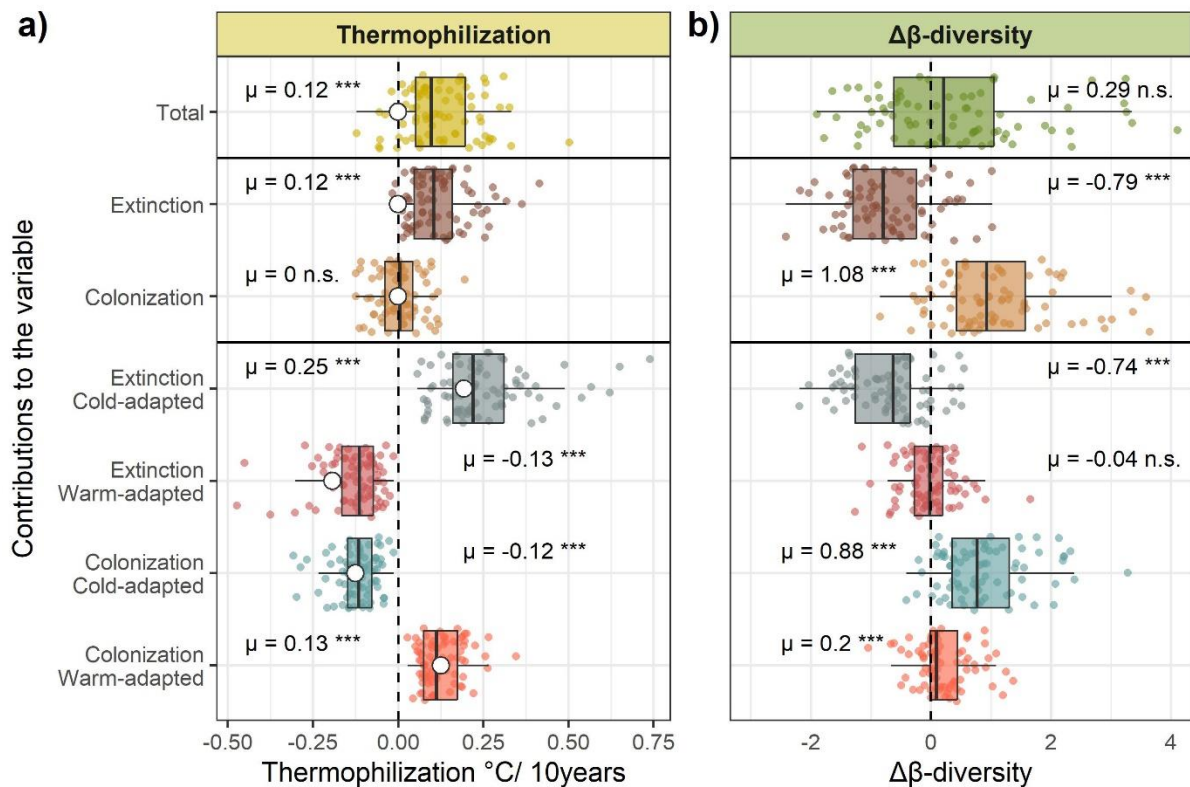 a)
Thermophilization
b)
Δβ-diversity
Contributions to the variable
Total
μ = 0.12 ***
μ = 0.29 n.s.
Extinction
μ = 0.12 ***
μ = -0.79 ***
Colonization
μ = 0 n.s.
μ = 1.08 ***
Extinction
Cold-adapted
μ = 0.25 ***
μ = -0.74 ***
Extinction
Warm-adapted
μ = -0.13 ***
μ = -0.04 n.s.
Colonization
Cold-adapted
μ = -0.12 ***
μ = 0.88 ***
Colonization
Warm-adapted
μ = 0.13 ***
μ = 0.2 ***
-0.50 -0.25 0.00 0.25 0.50 0.75
-2 0 2 4
Thermophilization °C/ 10years
Δβ-diversity